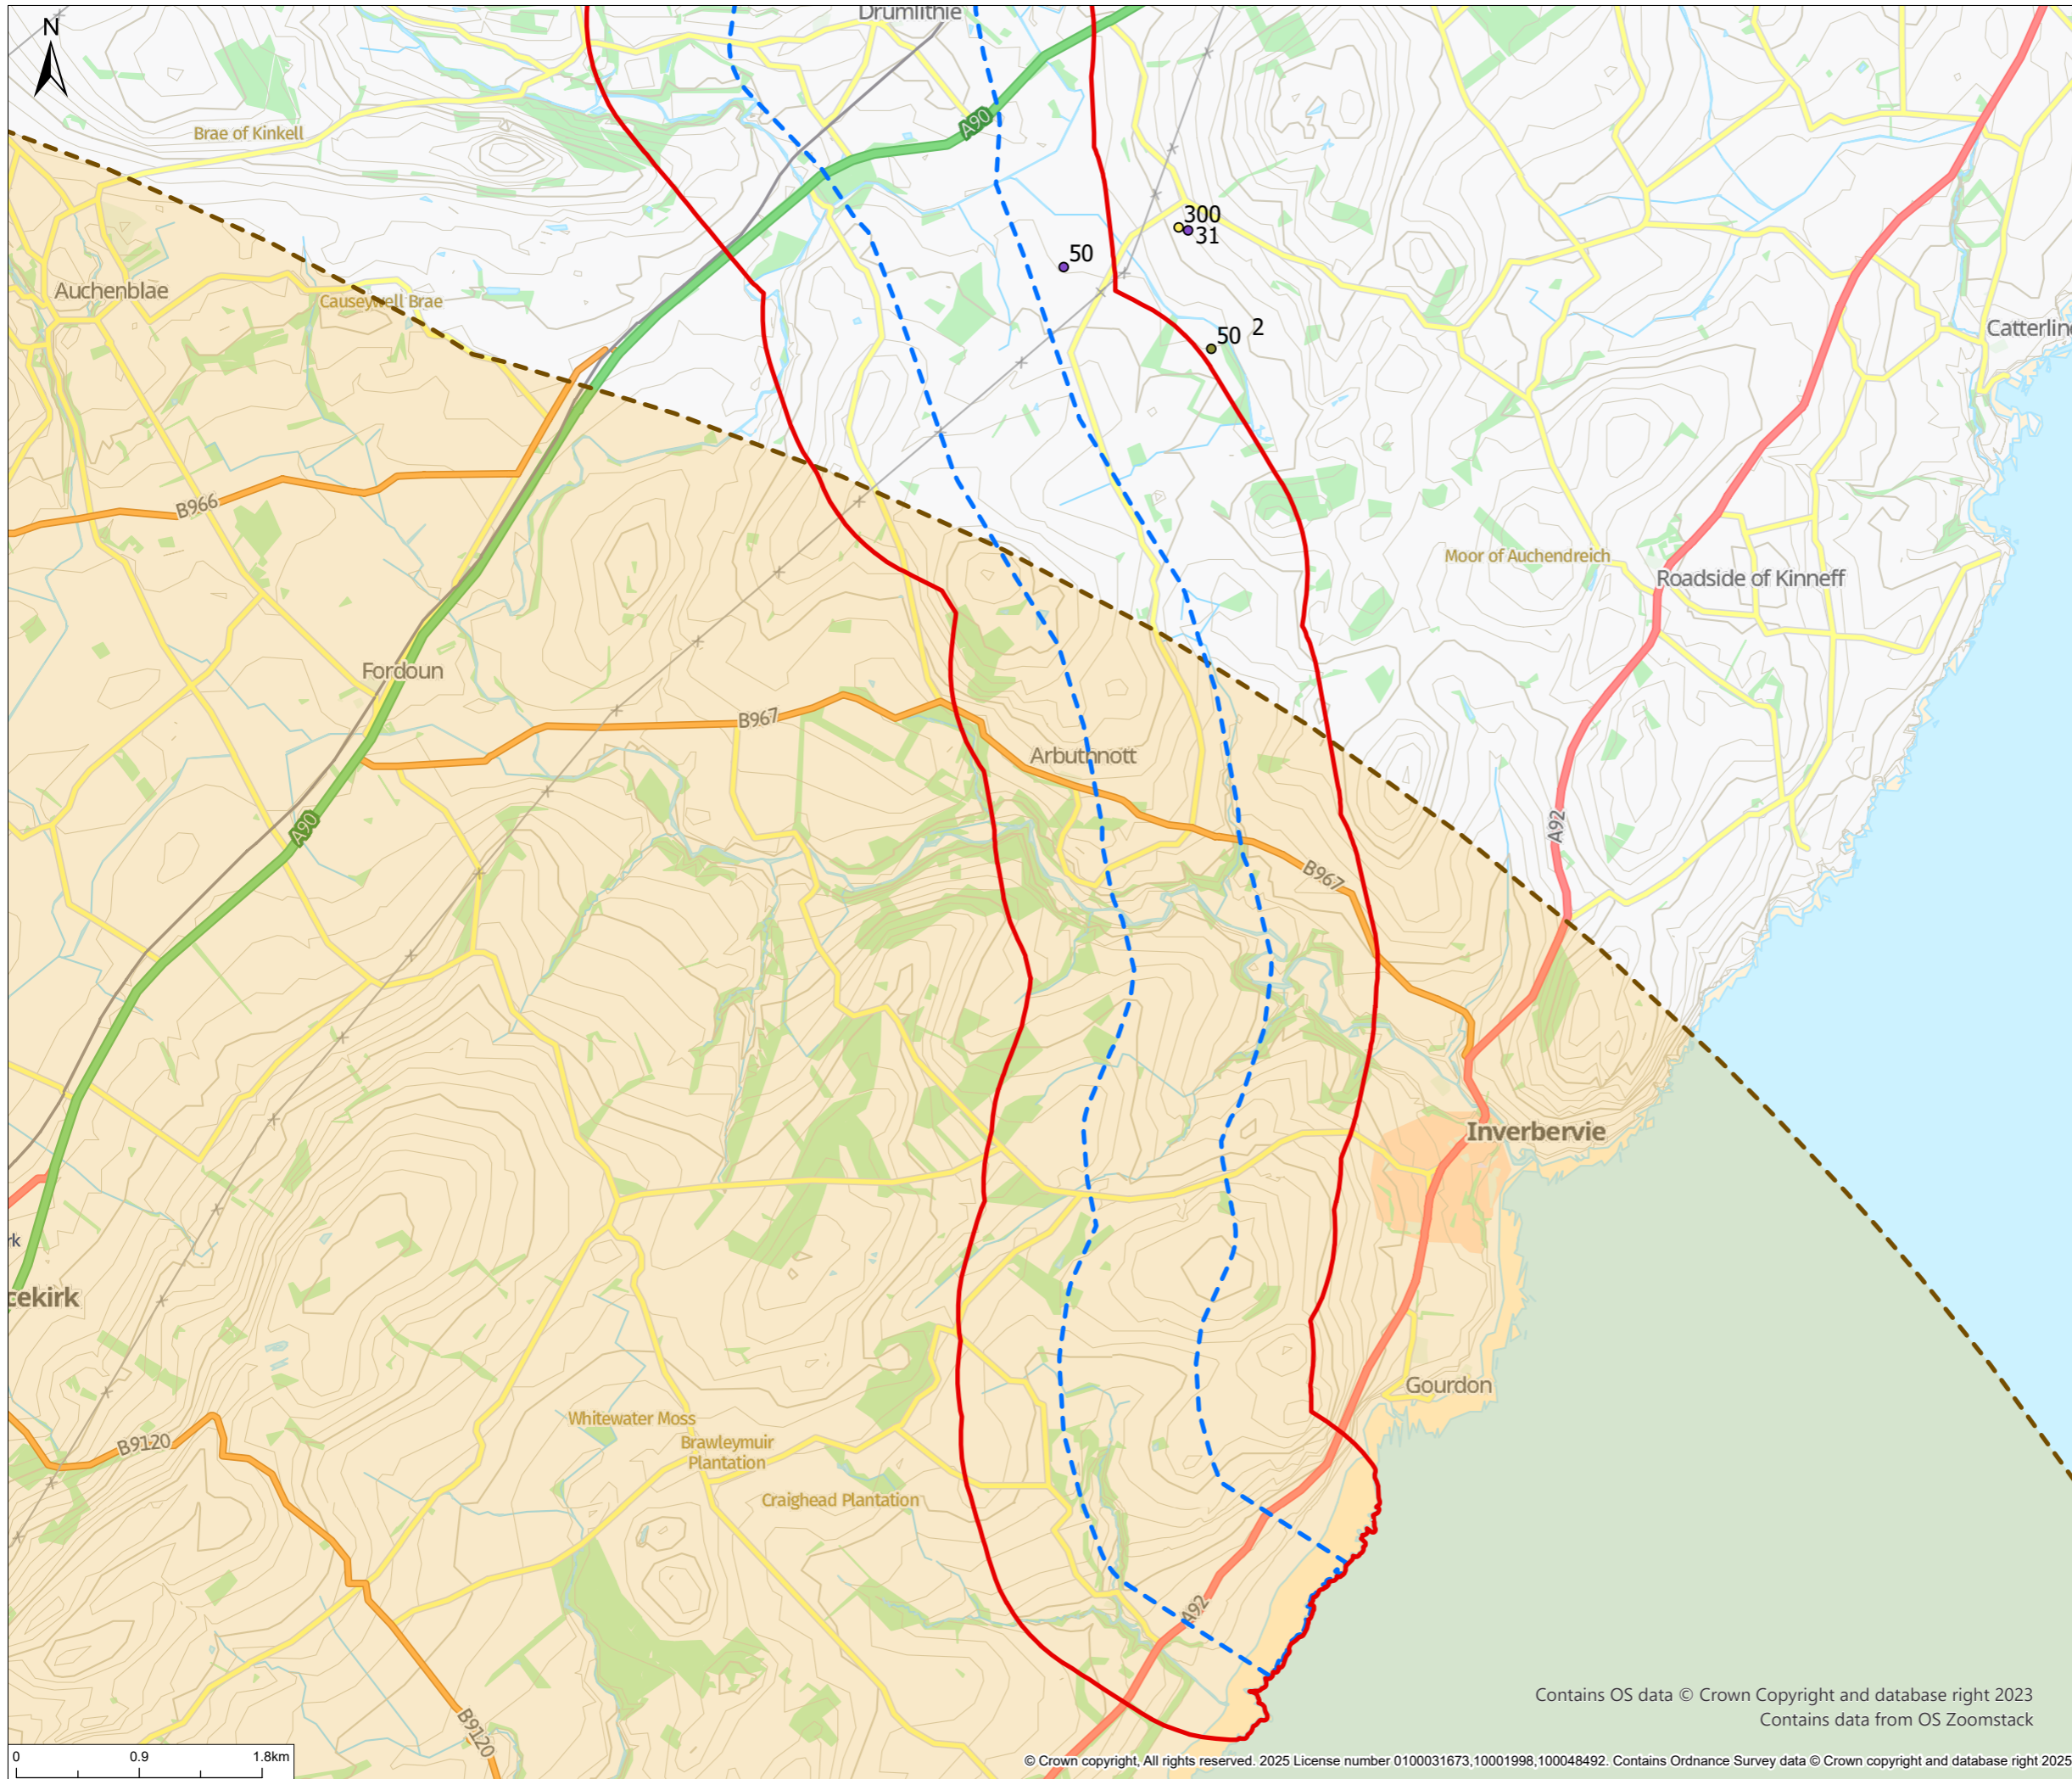 N
Drumlithie
A90
Brae of Kinkell
300
31
50
Auchenblae
Causeywell Brae
50 2
Catterlin
B966
Moor of Auchendreich
Roadside of Kinneff
Fordoun
B967
Arbuthnott
A90
A92
B967
Inverbervie
rk
cekirk
Gourdon
Whitewater Moss
B9120
Brawleymuir
Plantation
Craighead Plantation
A92
Contains OS data © Crown Copyright and database right 2023
Contains data from OS Zoomstack
B9120
0 0.9 1.8km
© Crown copyright, All rights reserved. 2025 License number 0100031673,10001998,100048492. Contains Ordnance Survey data © Crown copyright and database right 2025